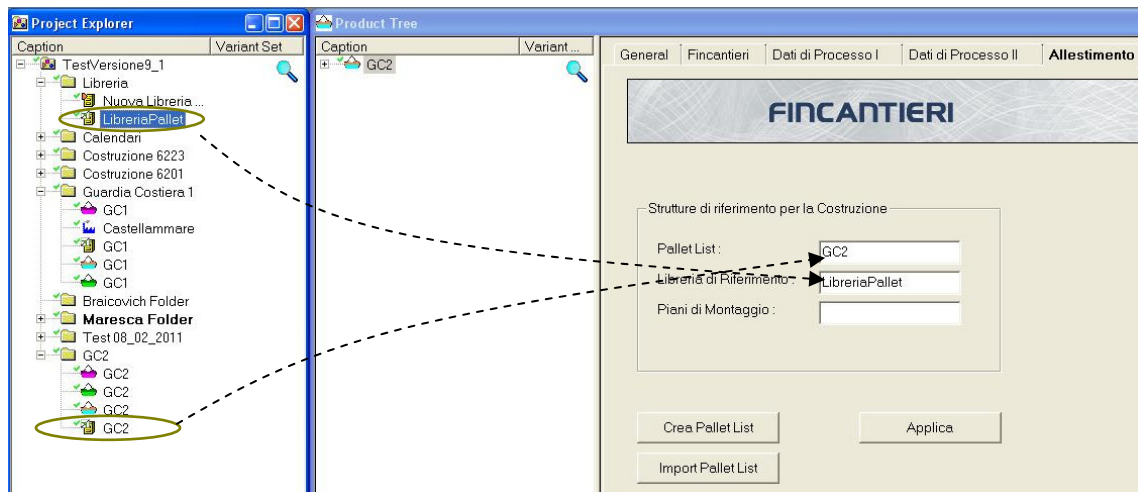 Project Explorer
Caption Variant Set
TestVersione9_1
Libreria
Nuova Libreria ...
LibreriaPallet
Calendari
Costruzione 6223
Costruzione 6201
Guardia Costiera 1
GC1
Castellammare
GC1
GC1
GC1
Braicovich Folder
Maresca Folder
Test 08_02_2011
GC2
GC2
GC2
GC2
GC2
Product Tree
Caption Variant ...
GC2
General Fincantieri Dati di Processo I Dati di Processo II Allestimento
FINCANTIERI
Strutture di riferimento per la Costruzione
Pallet List : GC2
Libreria di Riferimento : LibreriaPallet
Piani di Montaggio :
Crea Pallet List Applica
Import Pallet List